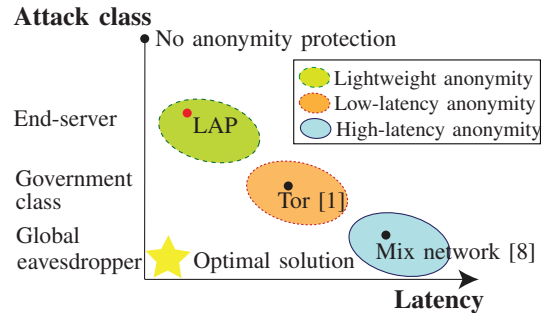 Attack class
No anonymity protection
Lightweight anonymity
Low-latency anonymity
High-latency anonymity
End-server
LAP
Government
class
Tor [1]
Global
eavesdropper
Optimal solution
Mix network [8]
Latency